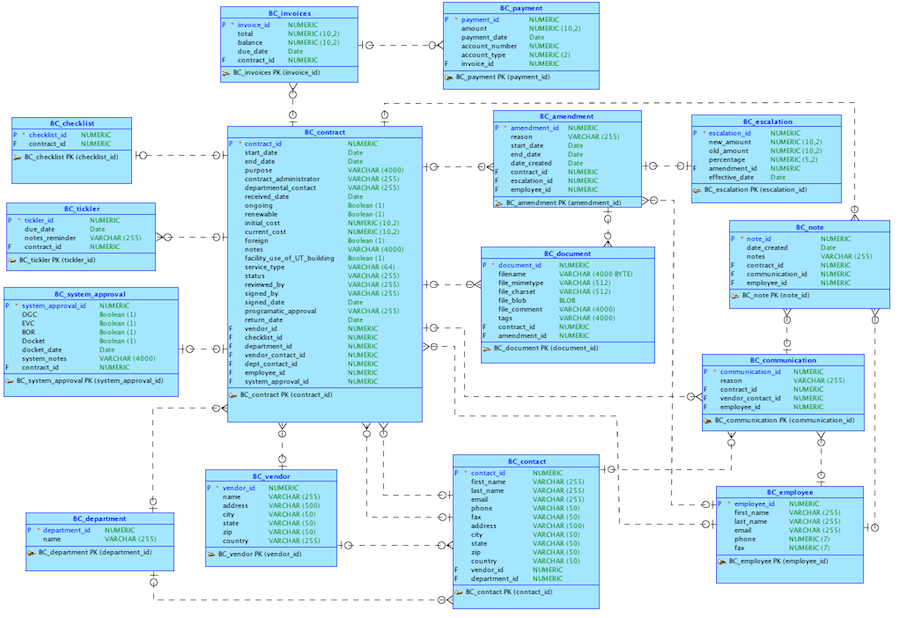 BC_invoices
P * invoice_id NUMERIC
total NUMERIC (10,2)
balance NUMERIC (10,2)
due_date Date
F contract_id NUMERIC
BC_invoices PK (invoice_id)
BC_payment
P * payment_id NUMERIC
amount NUMERIC (10,2)
payment_date Date
account_number NUMERIC
account_type NUMERIC (2)
F invoice_id NUMERIC
BC_payment PK (payment_id)
BC_checklist
P * checklist_id NUMERIC
F contract_id NUMERIC
BC_checklist PK (checklist_id)
BC_contract
P * contract_id NUMERIC
start_date Date
end_date Date
purpose VARCHAR (4000)
contract_administrator VARCHAR (255)
departmental_contact VARCHAR (255)
received_date Date
ongoing Boolean (1)
renewable Boolean (1)
initial_cost NUMERIC (10,2)
current_cost NUMERIC (10,2)
foreign Boolean (1)
notes VARCHAR (4000)
facility_use_of_UT_building Boolean (1)
service_type VARCHAR (64)
status VARCHAR (255)
reviewed_by VARCHAR (255)
signed_by VARCHAR (255)
signed_date Date
programatic_approval VARCHAR (255)
return_date Date
F vendor_id NUMERIC
F checklist_id NUMERIC
F department_id NUMERIC
F vendor_contact_id NUMERIC
F dept_contact_id NUMERIC
F employee_id NUMERIC
F system_approval_id NUMERIC
BC_contract PK (contract_id)
BC_amendment
P * amendment_id NUMERIC
reason VARCHAR (255)
start_date Date
end_date Date
date_created Date
F contract_id NUMERIC
F escalation_id NUMERIC
F employee_id NUMERIC
BC_amendment PK (amendment_id)
BC_escalation
P * escalation_id NUMERIC
new_amount NUMERIC (10,2)
old_amount NUMERIC (10,2)
percentage NUMERIC (5,2)
F amendment_id NUMERIC
effective_date Date
BC_escalation PK (escalation_id)
BC_tickler
P * tickler_id NUMERIC
due_date Date
notes_reminder VARCHAR (255)
F contract_id NUMERIC
BC_tickler PK (tickler_id)
BC_note
P * note_id NUMERIC
date_created Date
notes VARCHAR (255)
F contract_id NUMERIC
F communication_id NUMERIC
F employee_id NUMERIC
BC_note PK (note_id)
BC_document
P * document_id NUMERIC
filename VARCHAR (4000 BYTE)
file_mimetype VARCHAR (512)
file_charset VARCHAR (512)
file_blob BLOB
file_comment VARCHAR (4000)
tags VARCHAR (4000)
F contract_id NUMERIC
F amendment_id NUMERIC
BC_document PK (document_id)
BC_system_approval
P * system_approval_id NUMERIC
OGC Boolean (1)
EVC Boolean (1)
BOR Boolean (1)
Docket Boolean (1)
docket_date Date
system_notes VARCHAR (4000)
F contract_id NUMERIC
BC_system_approval PK (system_approval_id)
BC_communication
P * communication_id NUMERIC
reason VARCHAR (255)
F contract_id NUMERIC
F vendor_contact_id NUMERIC
F employee_id NUMERIC
BC_communication PK (communication_id)
BC_vendor
P * vendor_id NUMERIC
name VARCHAR (255)
address VARCHAR (500)
city VARCHAR (50)
state VARCHAR (50)
zip VARCHAR (50)
country VARCHAR (255)
BC_vendor PK (vendor_id)
BC_contact
P * contact_id NUMERIC
first_name VARCHAR (255)
last_name VARCHAR (255)
email VARCHAR (255)
phone VARCHAR (50)
fax VARCHAR (50)
address VARCHAR (500)
city VARCHAR (50)
state VARCHAR (50)
zip VARCHAR (50)
country VARCHAR (50)
F vendor_id NUMERIC
F department_id NUMERIC
BC_contact PK (contact_id)
BC_employee
P * employee_id NUMERIC
first_name VARCHAR (255)
last_name VARCHAR (255)
email VARCHAR (255)
phone NUMERIC (7)
fax NUMERIC (7)
BC_employee PK (employee_id)
BC_department
P * department_id NUMERIC
name VARCHAR (255)
BC_department PK (department_id)